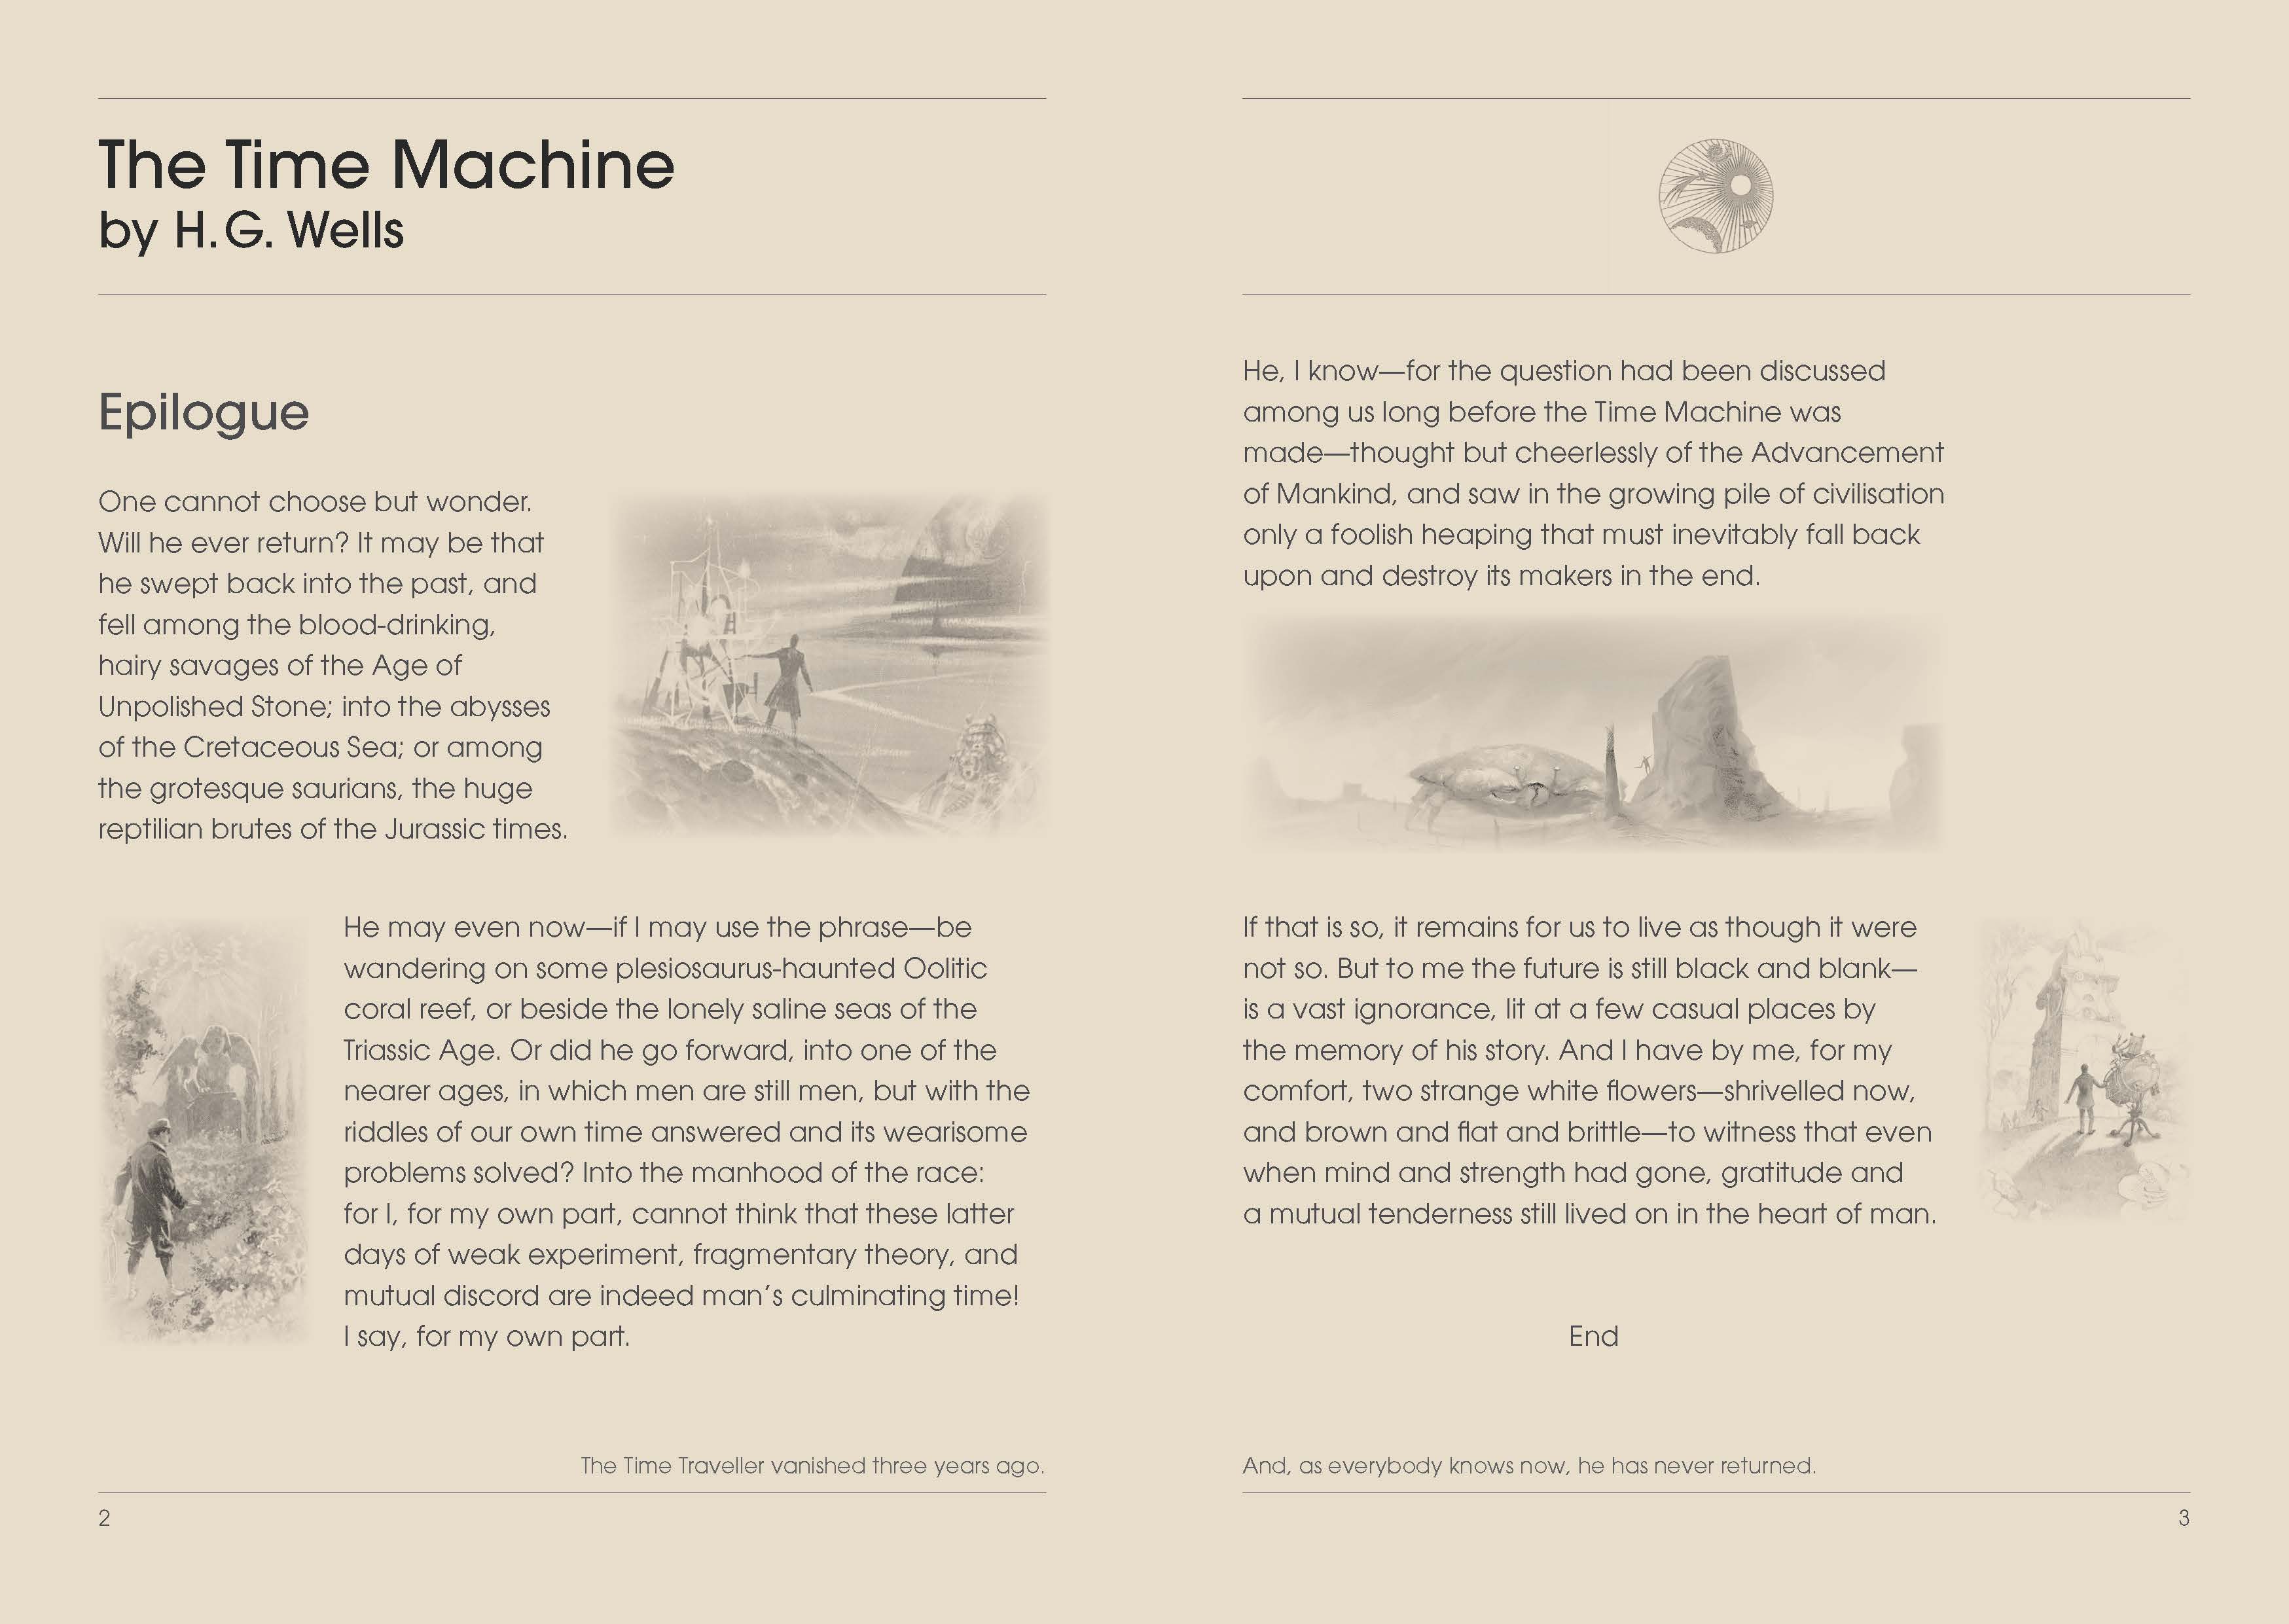 The Time Machine
by H.G. Wells
Epilogue
One cannot choose but wonder.
Will he ever return? It may be that
he swept back into the past, and
fell among the blood-drinking,
hairy savages of the Age of
Unpolished Stone; into the abysses
of the Cretaceous Sea; or among
the grotesque saurians, the huge
reptilian brutes of the Jurassic times.
He may even now—if I may use the phrase—be
wandering on some plesiosaurus-haunted Oolitic
coral reef, or beside the lonely saline seas of the
Triassic Age. Or did he go forward, into one of the
nearer ages, in which men are still men, but with the
riddles of our own time answered and its wearisome
problems solved? Into the manhood of the race:
for I, for my own part, cannot think that these latter
days of weak experiment, fragmentary theory, and
mutual discord are indeed man’s culminating time!
I say, for my own part.
The Time Traveller vanished three years ago.
2
He, I know—for the question had been discussed
among us long before the Time Machine was
made—thought but cheerlessly of the Advancement
of Mankind, and saw in the growing pile of civilisation
only a foolish heaping that must inevitably fall back
upon and destroy its makers in the end.
If that is so, it remains for us to live as though it were
not so. But to me the future is still black and blank—
is a vast ignorance, lit at a few casual places by
the memory of his story. And I have by me, for my
comfort, two strange white flowers—shrivelled now,
and brown and flat and brittle—to witness that even
when mind and strength had gone, gratitude and
a mutual tenderness still lived on in the heart of man.
End
And, as everybody knows now, he has never returned.
3